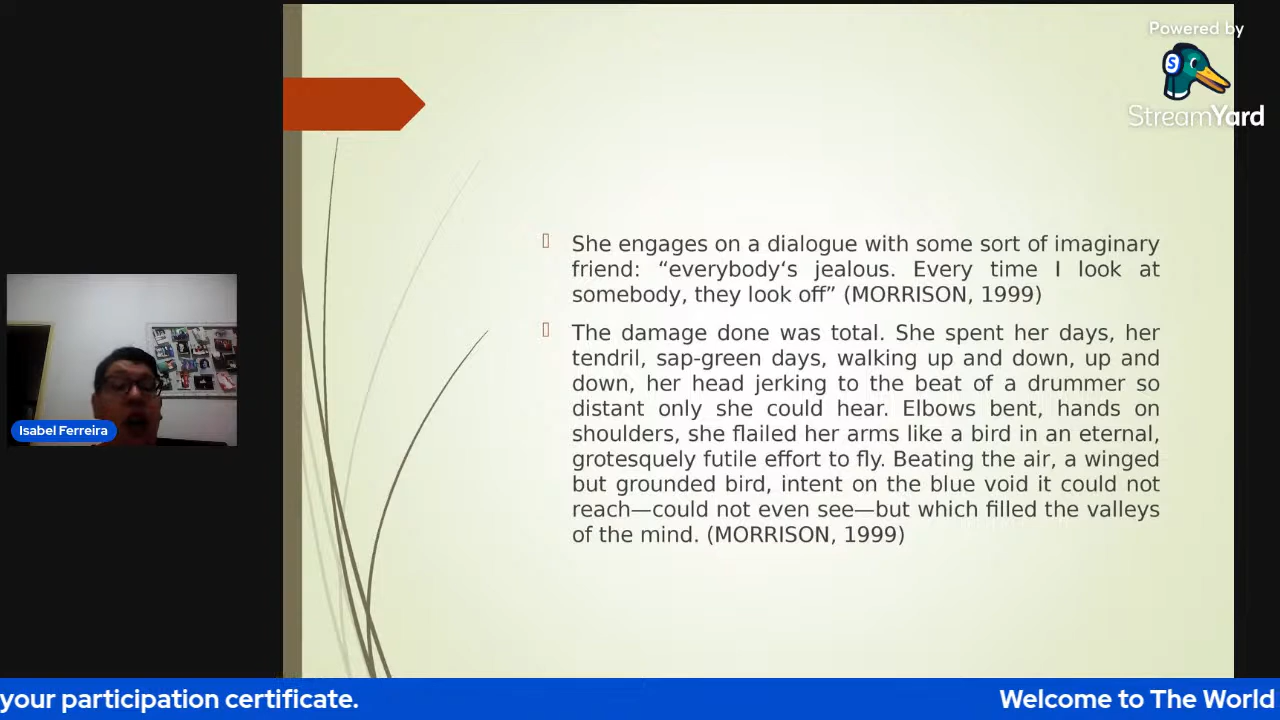 Powered by
StreamYard
She engages on a dialogue with some sort of imaginary
friend: “everybody‘s jealous. Every time I look at
somebody, they look off” (MORRISON, 1999)
The damage done was total. She spent her days, her
tendril, sap-green days, walking up and down, up and
down, her head jerking to the beat of a drummer so
distant only she could hear. Elbows bent, hands on
shoulders, she flailed her arms like a bird in an eternal,
grotesquely futile effort to fly. Beating the air, a winged
but grounded bird, intent on the blue void it could not
reach—could not even see—but which filled the valleys
of the mind. (MORRISON, 1999)
Isabel Ferreira
your participation certificate.
Welcome to The World